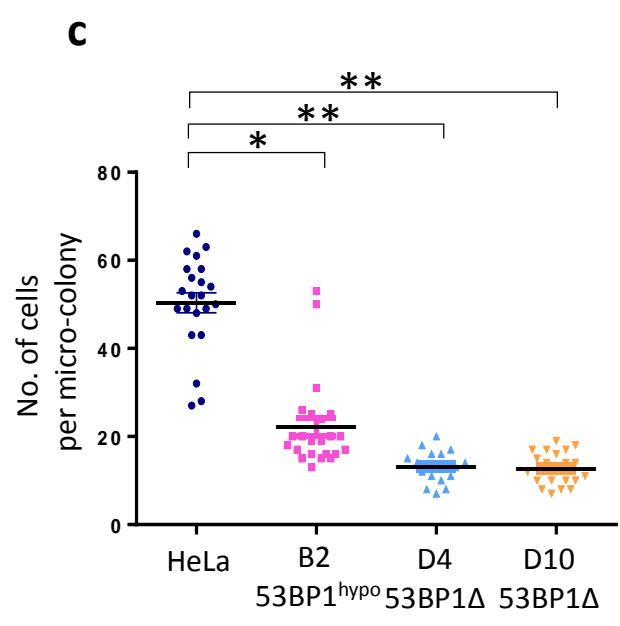 c
**
**
*
No. of cells
per micro-colony
80
60
40
20
0
HeLa B2 D4 D10
53BP1hypo 53BP1Δ 53BP1Δ